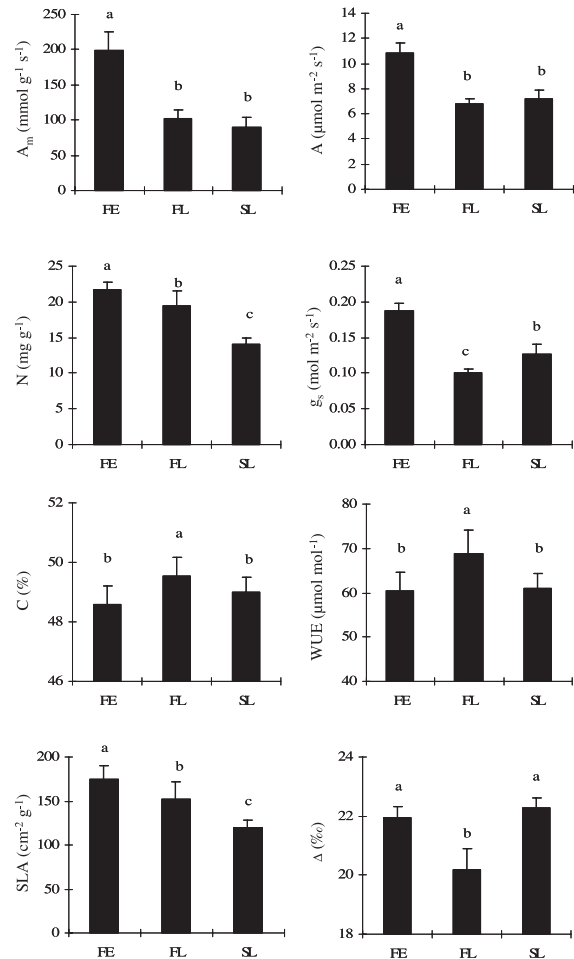 250
200
150
100
50
0
A_m (mmol g⁻¹ s⁻¹)
a
b
b
FE FL SL
14
12
10
8
6
4
2
0
A (µmol m⁻² s⁻¹)
a
b
b
FE FL SL
25
20
15
10
5
0
N (mg g⁻¹)
a
b
c
FE FL SL
0.25
0.20
0.15
0.10
0.05
0.00
g_s (mol m⁻² s⁻¹)
a
c
b
FE FL SL
52
50
48
46
C (%)
b
a
b
FE FL SL
80
70
60
50
40
WUE (µmol mol⁻¹)
b
a
b
FE FL SL
200
150
100
50
0
SLA (cm⁻² g⁻¹)
a
b
c
FE FL SL
24
22
20
18
Δ (‰)
a
b
a
FE FL SL